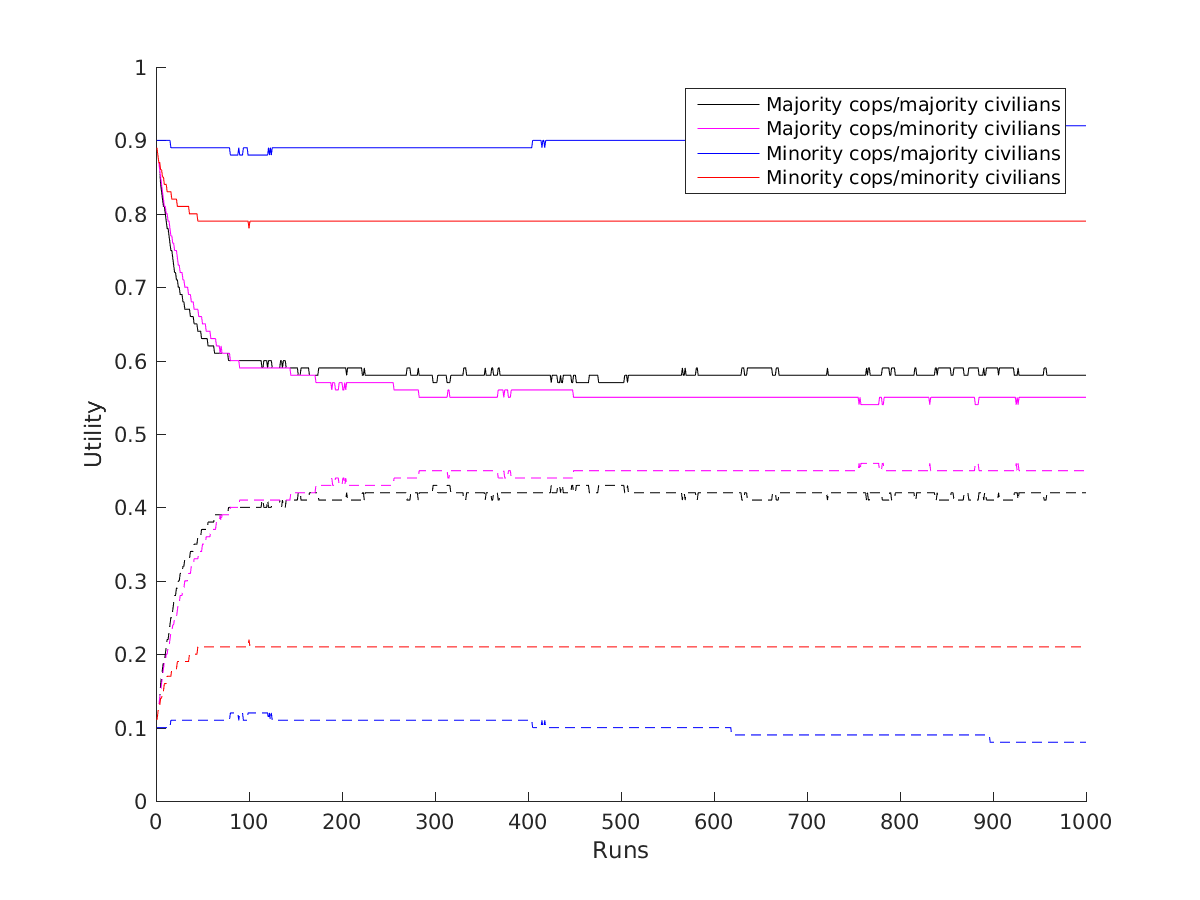 1
0.9
0.8
0.7
0.6
0.5
0.4
0.3
0.2
0.1
0
Utility
Majority cops/majority civilians
Majority cops/minority civilians
Minority cops/majority civilians
Minority cops/minority civilians
0 100 200 300 400 500 600 700 800 900 1000
Runs